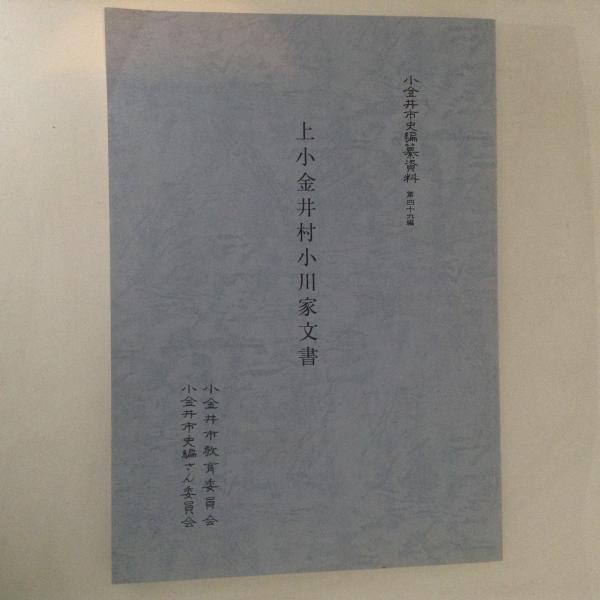 小金井市史編纂資料 第四十九編
上小金井村小川家文書
小金井市教育委員会
小金井市史編さん委員会